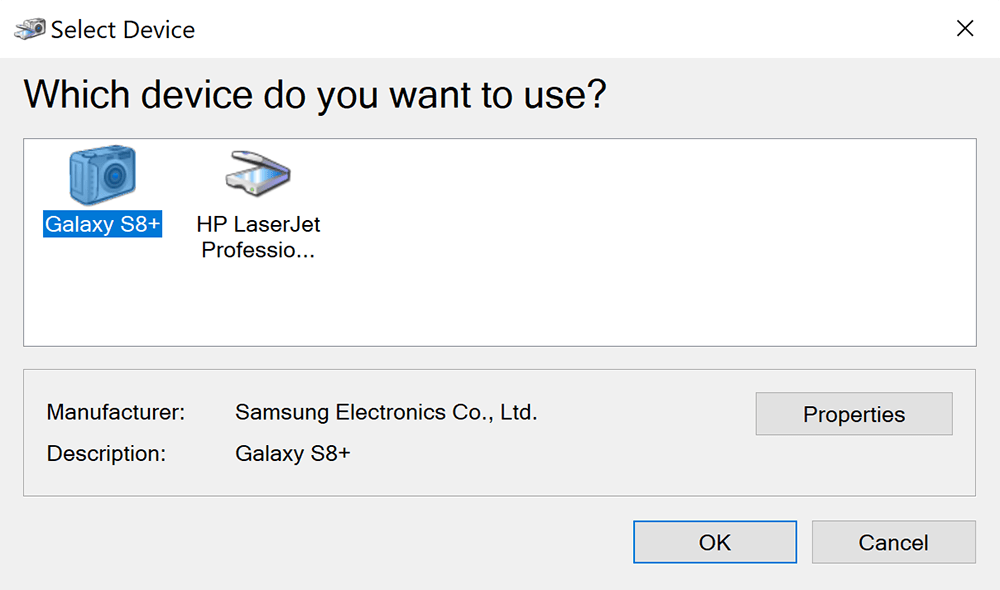 Select Device
Which device do you want to use?
Galaxy S8+
HP LaserJet
Professio...
Manufacturer: Samsung Electronics Co., Ltd.
Properties
Description: Galaxy S8+
OK
Cancel